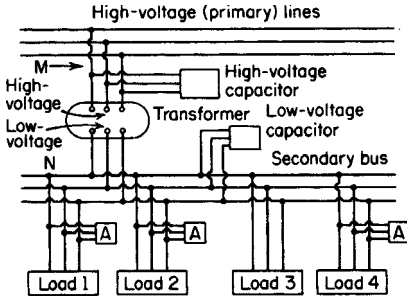 High-voltage (primary) lines
M
High-voltage
capacitor
High-
voltage
Transformer
Low-voltage
capacitor
Low-
voltage
N
Secondary bus
A
A
A
Load 1
Load 2
Load 3
Load 4